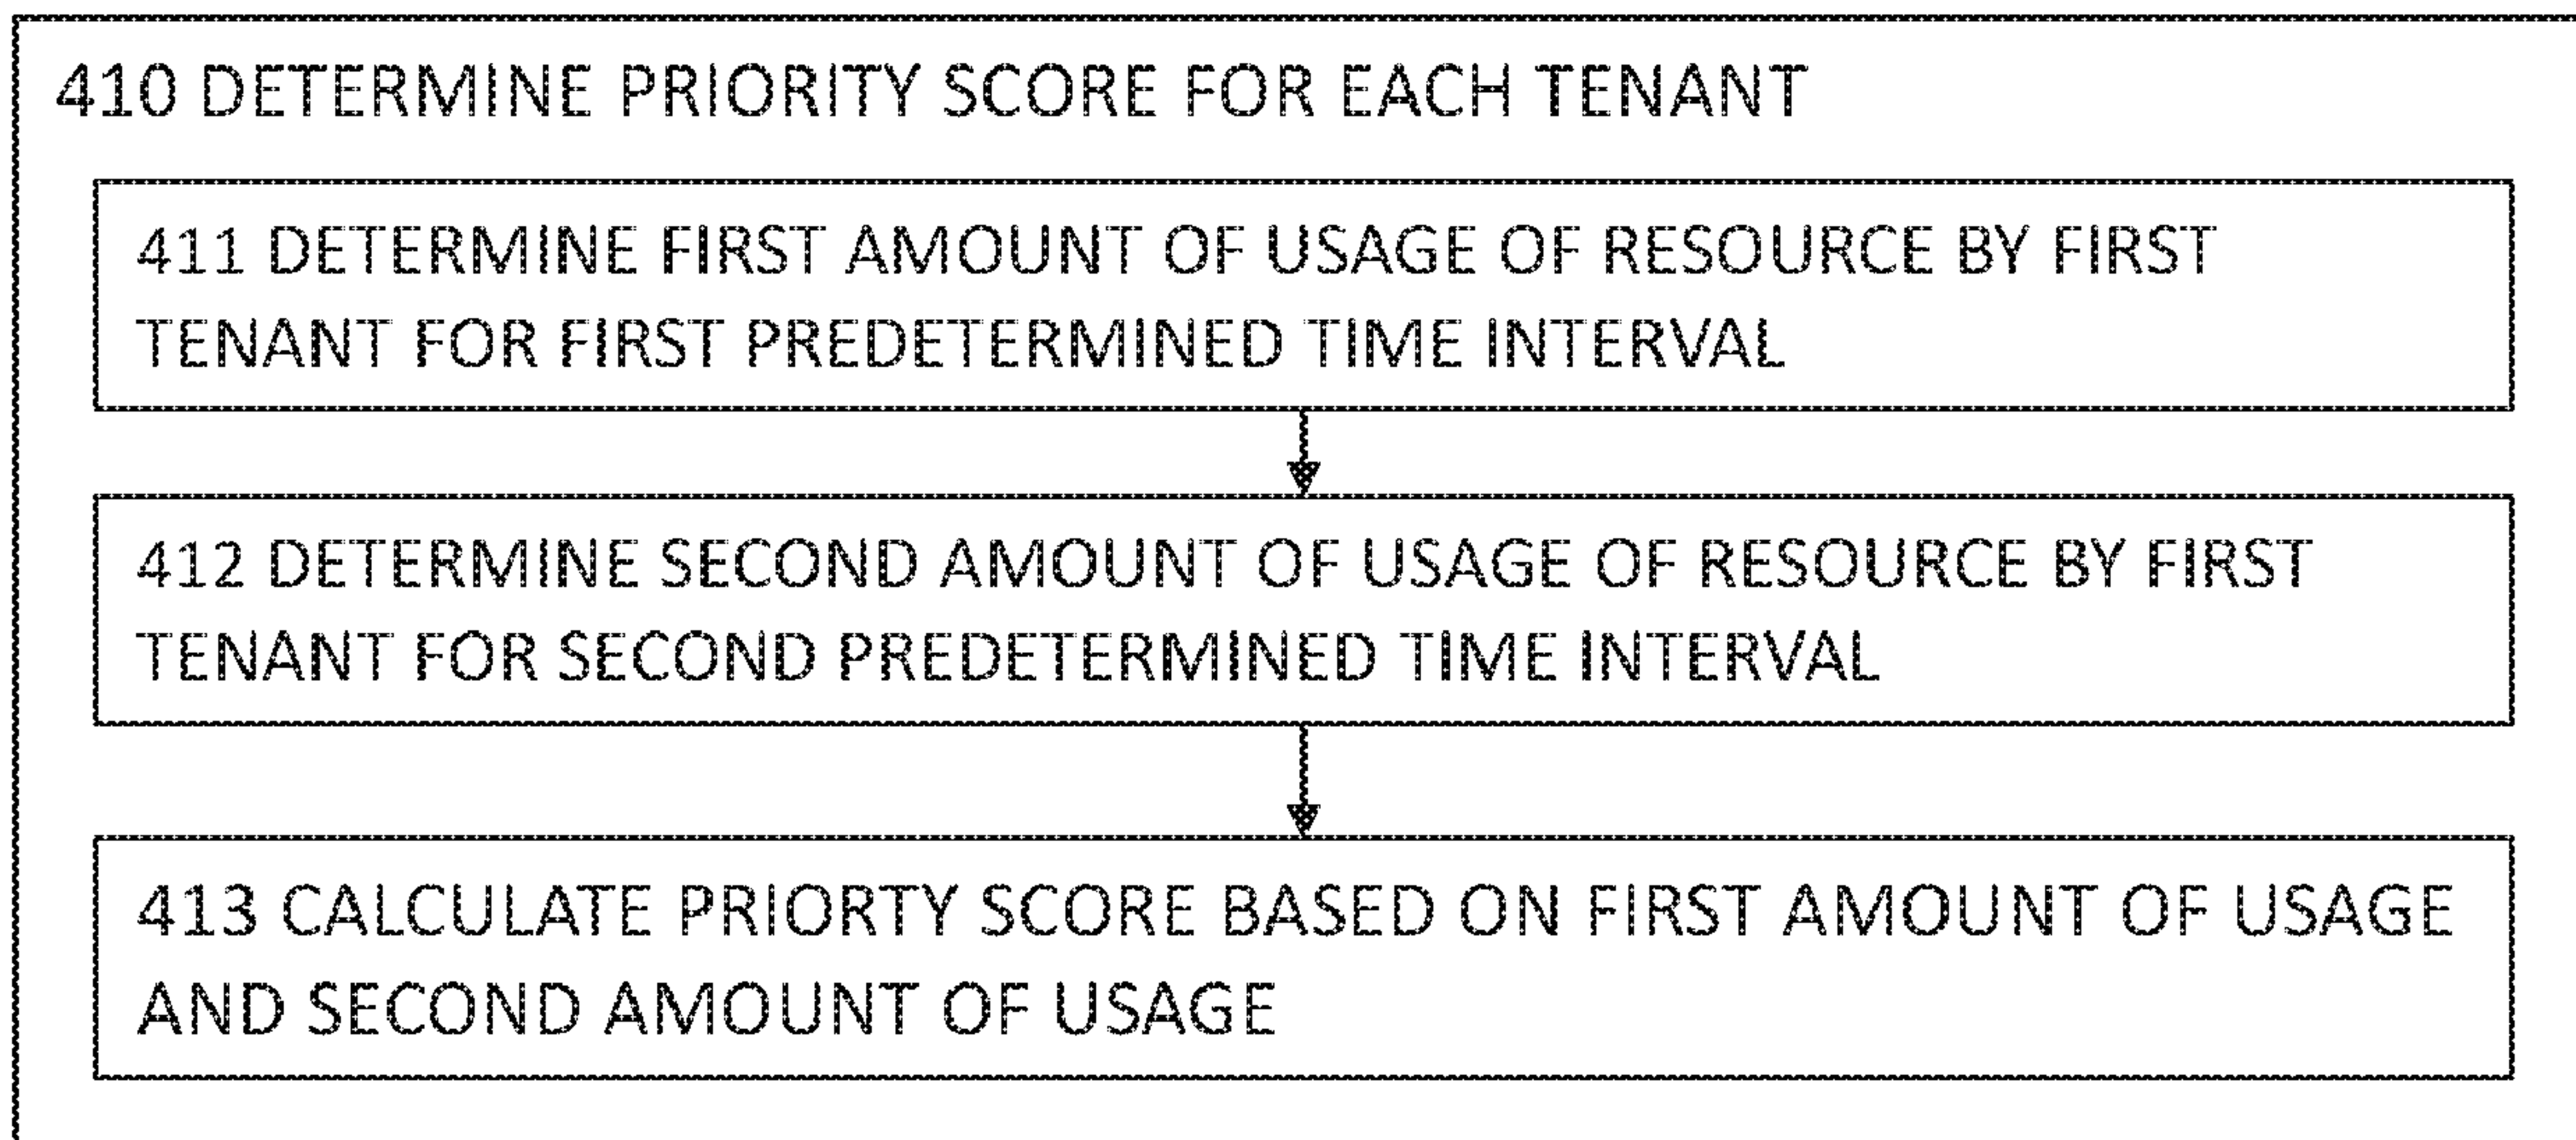 410 DETERMINE PRIORITY SCORE FOR EACH TENANT
411 DETERMINE FIRST AMOUNT OF USAGE OF RESOURCE BY FIRST
TENANT FOR FIRST PREDETERMINED TIME INTERVAL
412 DETERMINE SECOND AMOUNT OF USAGE OF RESOURCE BY FIRST
TENANT FOR SECOND PREDETERMINED TIME INTERVAL
413 CALCULATE PRIORTY SCORE BASED ON FIRST AMOUNT OF USAGE
AND SECOND AMOUNT OF USAGE